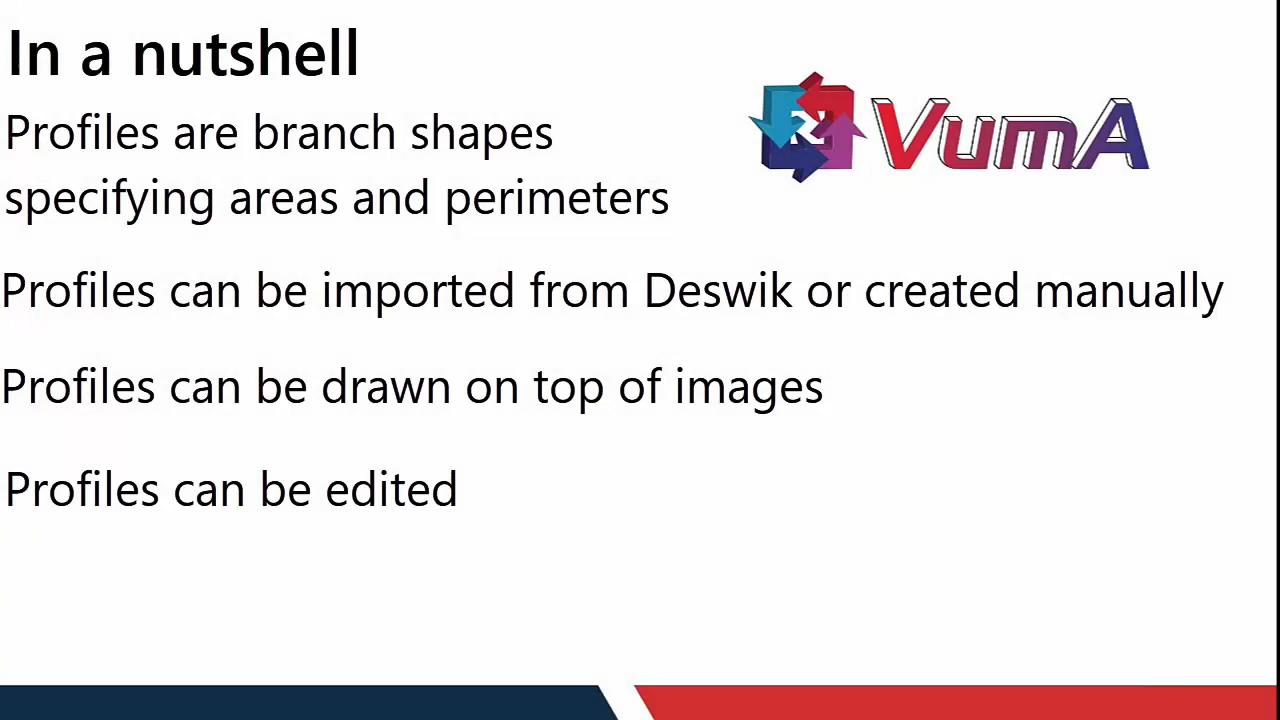 In a nutshell
Profiles are branch shapes
specifying areas and perimeters
VumA
Profiles can be imported from Deswik or created manually
Profiles can be drawn on top of images
Profiles can be edited